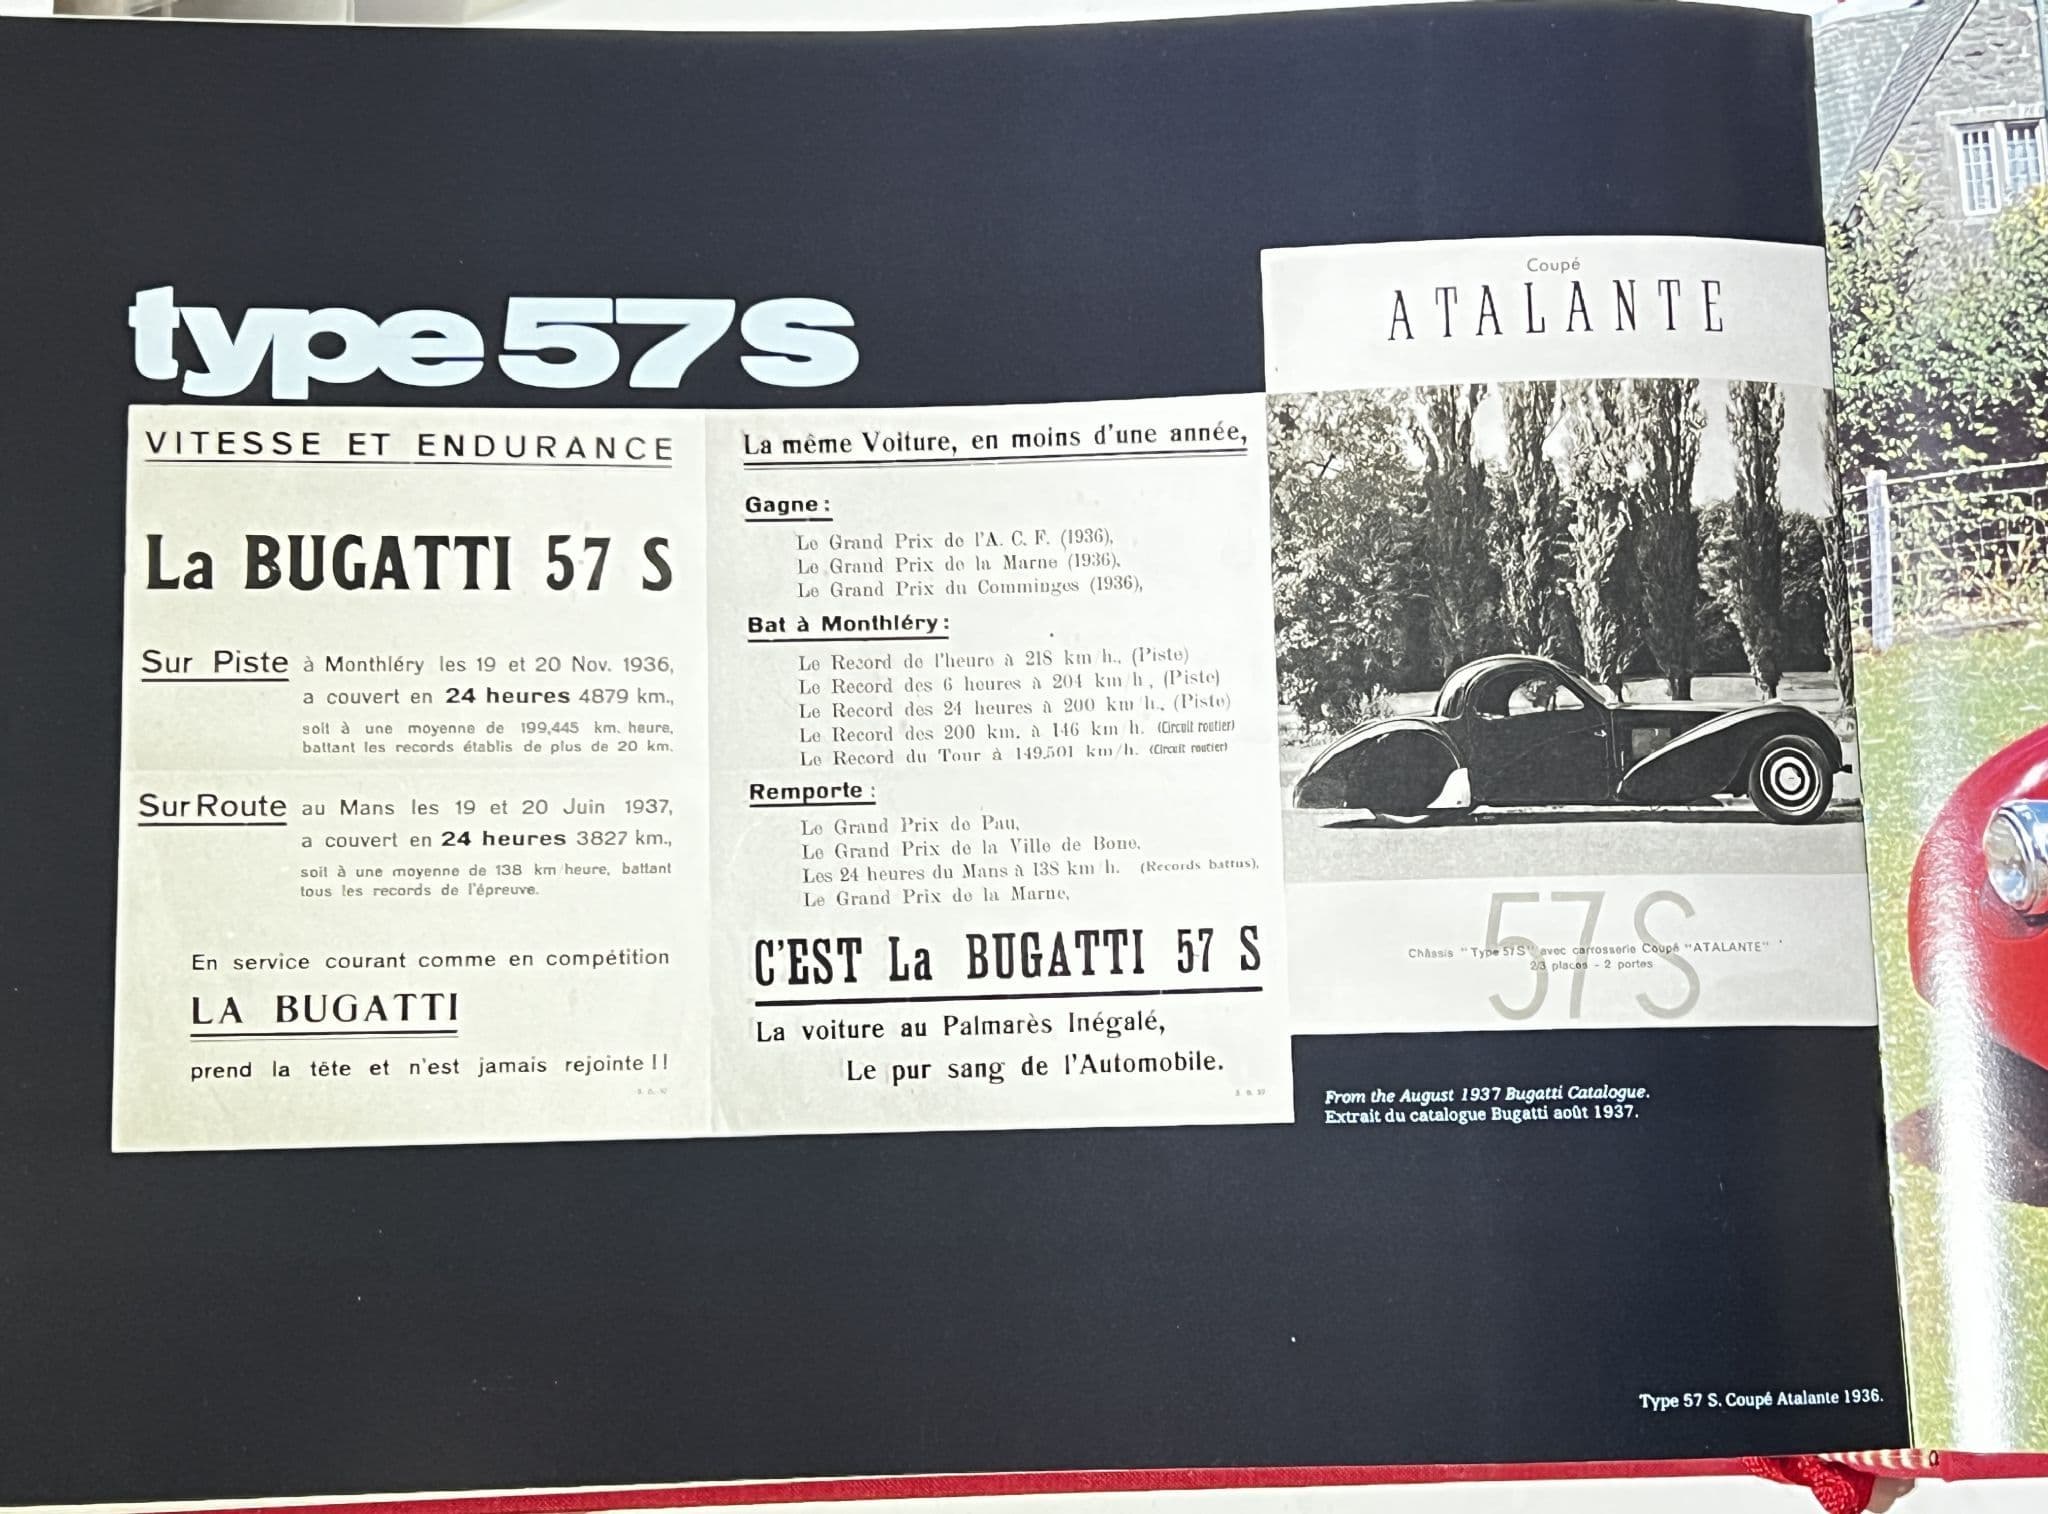 type 57S
VITESSE ET ENDURANCE
La BUGATTI 57 S
Sur Piste à Monthléry les 19 et 20 Nov. 1936,
a couvert en 24 heures 4879 km.,
soit à une moyenne de 199,445 km. heure,
battant les records établis de plus de 20 km.
Sur Route au Mans les 19 et 20 Juin 1937,
a couvert en 24 heures 3827 km.,
soit à une moyenne de 138 km/heure, battant
tous les records de l'épreuve.
En service courant comme en compétition
LA BUGATTI
prend la tête et n'est jamais rejointe !!
La même Voiture, en moins d'une année,
Gagne :
Le Grand Prix de l'A. C. F. (1936),
Le Grand Prix de la Marne (1936),
Le Grand Prix du Comminges (1936),
Bat à Monthléry :
Le Record de l'heure à 218 km/h., (Piste)
Le Record des 6 heures à 204 km/h, (Piste)
Le Record des 24 heures à 200 km/h., (Piste)
Le Record des 200 km. à 146 km/h. (Circuit routier)
Le Record du Tour à 149,501 km/h. (Circuit routier)
Remporte :
Le Grand Prix de Pau,
Le Grand Prix de la Ville de Bone,
Les 24 heures du Mans à 138 km/h. (Records battus),
Le Grand Prix de la Marne,
C'EST La BUGATTI 57 S
La voiture au Palmarès Inégalé,
Le pur sang de l'Automobile.
Coupé
ATALANTE
57 S
Châssis "Type 57S" avec carrosserie Coupé "ATALANTE"
2/3 places - 2 portes
From the August 1937 Bugatti Catalogue.
Extrait du catalogue Bugatti août 1937.
Type 57 S. Coupé Atalante 1936.